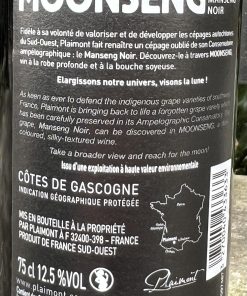 MOONSENG
MANSENG
NOIR
Fidèle à sa volonté de valoriser et de développer les cépages autochtones
du Sud-Ouest, Plaimont fait renaître un cépage oublié de son Conservatoire
ampélographique : le Manseng Noir. Découvrez-le à travers MOONSENG,
vin à la robe profonde et à la bouche soyeuse.
Elargissons notre univers, visons la lune !
As keen as ever to defend the indigenous grape varieties of southwest
France, Plaimont is bringing back to life a forgotten grape variety which
has been carefully preserved in its Ampelographic Conservatory
Manseng Noir, can be discovered in MOONSENG, a
coloured, silky-textured wine.
Take a broader view and reach for the moon!
Issu d'une exploitation à haute valeur environnementale
CÔTES DE GASCOGNE
INDICATION GÉOGRAPHIQUE PROTÉGÉE
MIS EN BOUTEILLE À LA PROPRIÉTÉ
PAR PLAIMONT À F 32400-398 - FRANCE
PRODUIT DE FRANCE SUD-OUEST
75 cl 12.5 %VOL
Plaimont
www.plaimont.